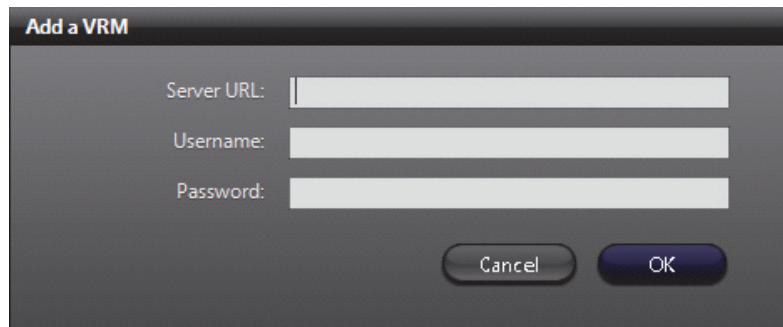 Add a VRM
Server URL:
Username:
Password:
Cancel OK